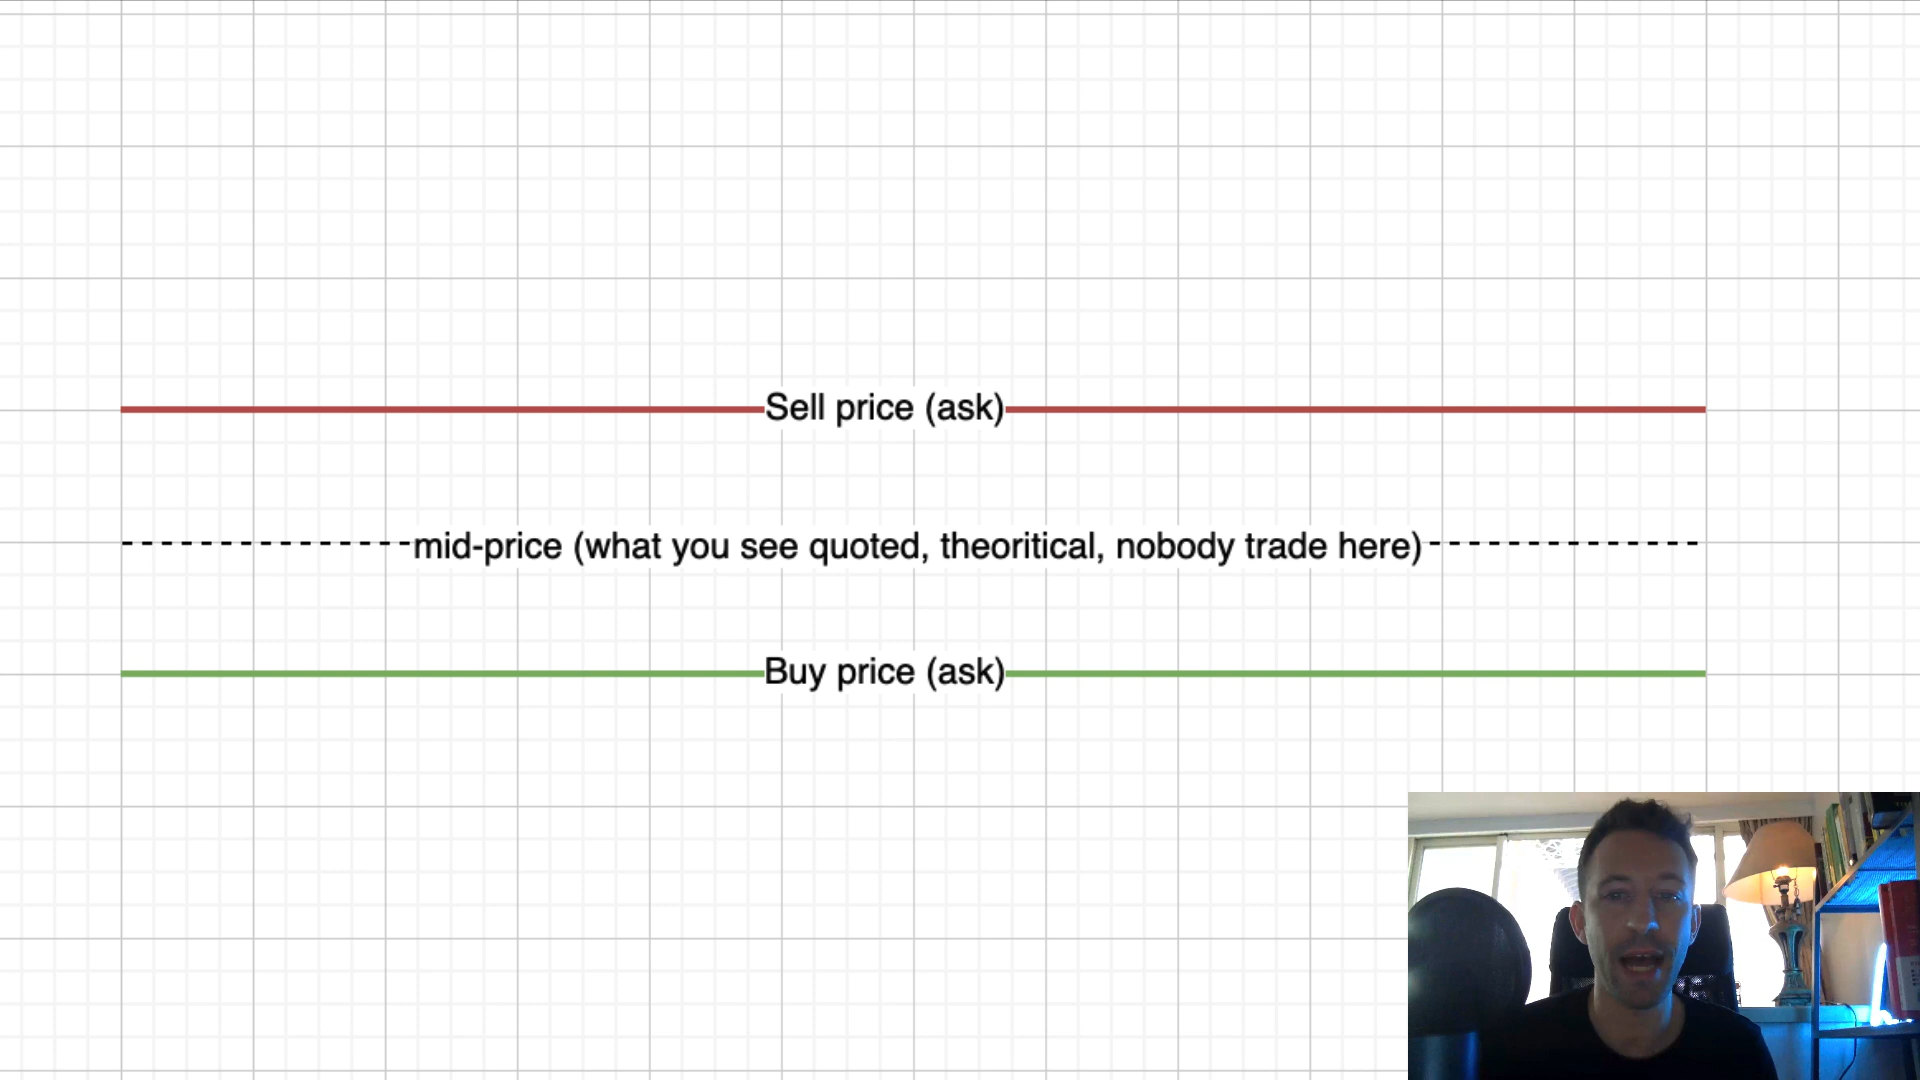 Sell price (ask)
mid-price (what you see quoted, theoritical, nobody trade here)
Buy price (ask)